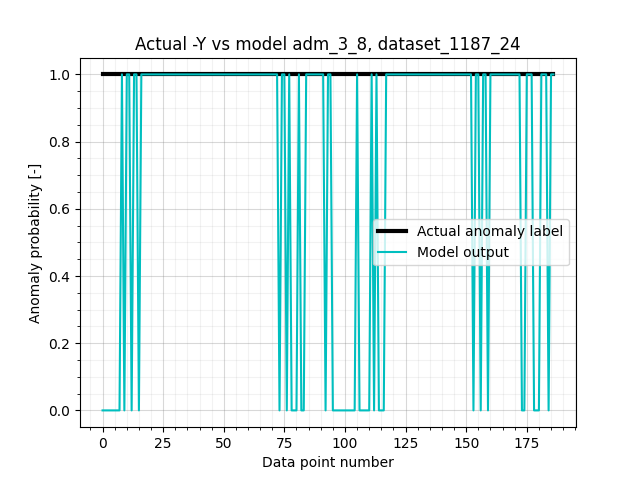 Actual -Y vs model adm_3_8, dataset_1187_24
Anomaly probability [-]
1.0
0.8
0.6
0.4
0.2
0.0
Actual anomaly label
Model output
0 25 50 75 100 125 150 175
Data point number